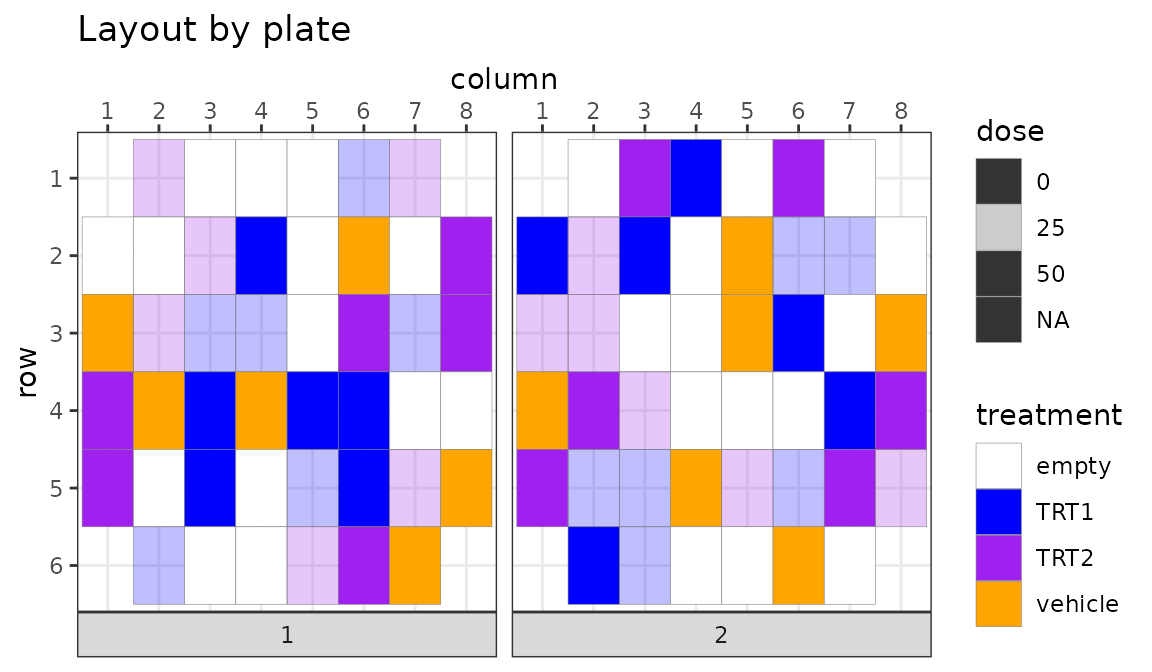 Layout by plate
column
1 2 3 4 5 6 7 8 1 2 3 4 5 6 7 8
row
1
2
3
4
5
6
1 2
dose
0
25
50
NA
treatment
empty
TRT1
TRT2
vehicle